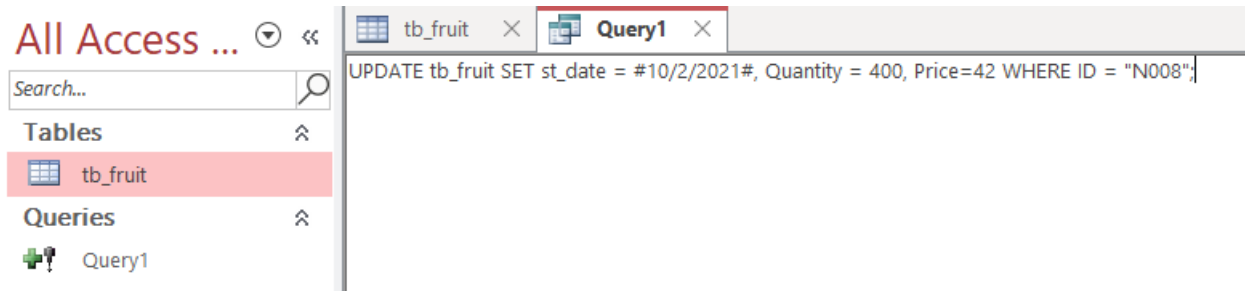 All Access ...
tb_fruit
Query1
Search...
UPDATE tb_fruit SET st_date = #10/2/2021#, Quantity = 400, Price=42 WHERE ID = "N008";
Tables
tb_fruit
Queries
Query1